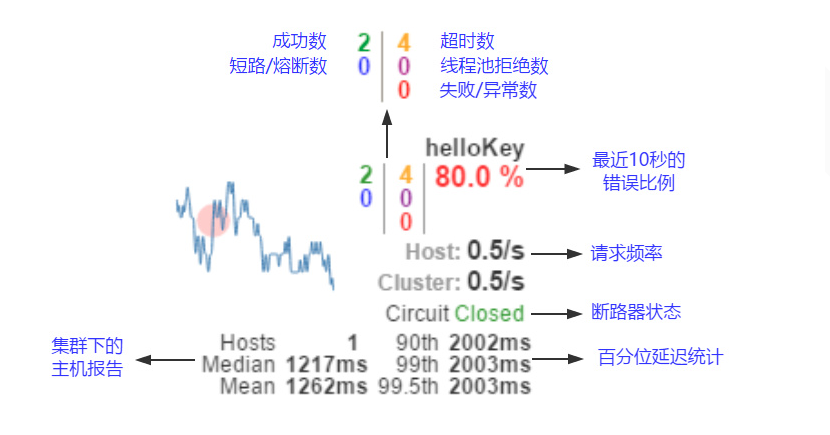 成功数 2 4 超时数
短路/熔断数 0 0 线程池拒绝数
0 失败/异常数
helloKey
2 4 80.0 %
0 0
0
最近10秒的
错误比例
Host: 0.5/s
请求频率
Cluster: 0.5/s
Circuit Closed
断路器状态
集群下的
主机报告
Hosts 1 90th 2002ms
Median 1217ms 99th 2003ms
Mean 1262ms 99.5th 2003ms
百分位延迟统计